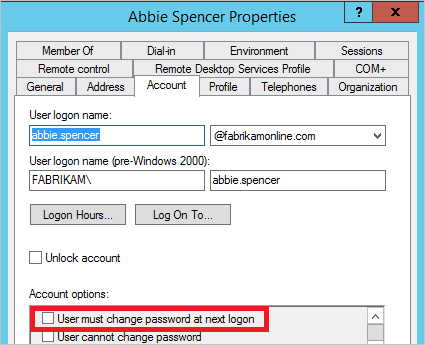 Abbie Spencer Properties
? x
Member Of Dial-in Environment Sessions
Remote control Remote Desktop Services Profile COM+
General Address Account Profile Telephones Organization
User logon name:
abbie.spencer @fabrikamonline.com
User logon name (pre-Windows 2000):
FABRIKAM\ abbie.spencer
Logon Hours... Log On To...
Unlock account
Account options:
User must change password at next logon
User cannot change password